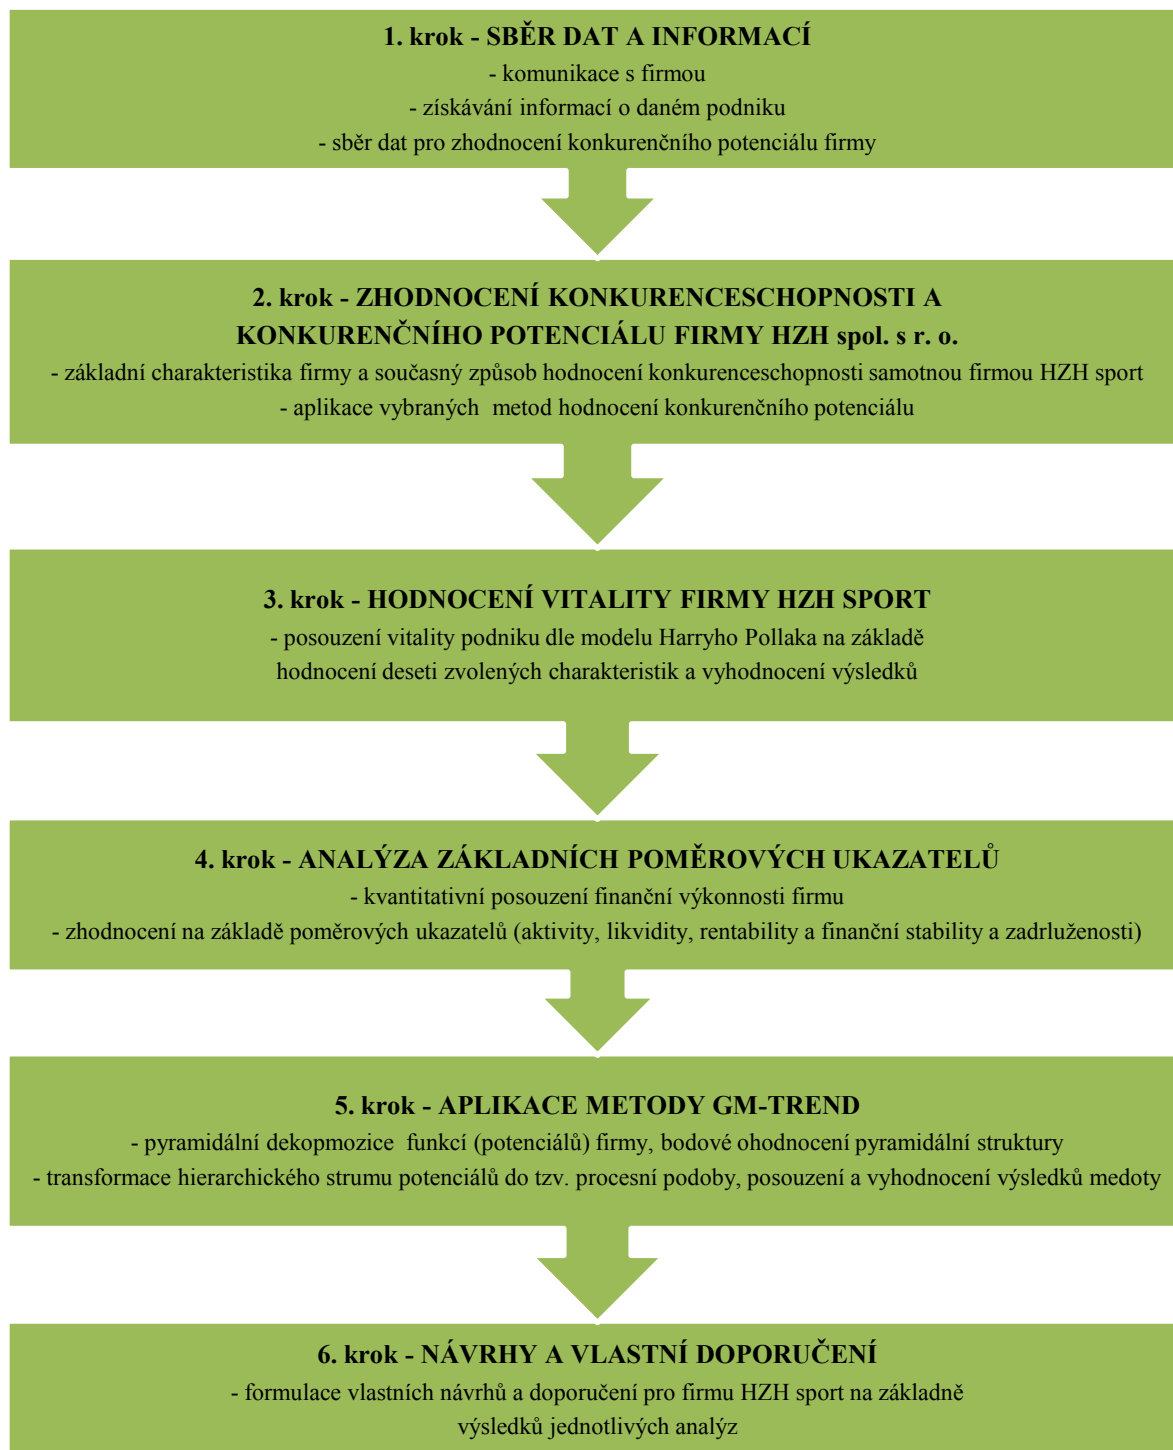 1. krok - SBĚR DAT A INFORMACÍ
- komunikace s firmou
- získávání informací o daném podniku
- sběr dat pro zhodnocení konkurenčního potenciálu firmy
2. krok - ZHODNOCENÍ KONKURENCESCHOPNOSTI A
KONKURENČNÍHO POTENCIÁLU FIRMY HZH spol. s r. o.
- základní charakteristika firmy a současný způsob hodnocení konkurenceschopnosti samotnou firmou HZH sport
- aplikace vybraných metod hodnocení konkurenčního potenciálu
3. krok - HODNOCENÍ VITALITY FIRMY HZH SPORT
- posouzení vitality podniku dle modelu Harryho Pollaka na základě
hodnocení deseti zvolených charakteristik a vyhodnocení výsledků
4. krok - ANALÝZA ZÁKLADNÍCH POMĚROVÝCH UKAZATELŮ
- kvantitativní posouzení finanční výkonnosti firmu
- zhodnocení na základě poměrových ukazatelů (aktivity, likvidity, rentability a finanční stability a zadrluženosti)
5. krok - APLIKACE METODY GM-TREND
- pyramidální dekopmozice funkcí (potenciálů) firmy, bodové ohodnocení pyramidální struktury
- transformace hierarchického strumu potenciálů do tzv. procesní podoby, posouzení a vyhodnocení výsledků medoty
6. krok - NÁVRHY A VLASTNÍ DOPORUČENÍ
- formulace vlastních návrhů a doporučení pro firmu HZH sport na základně
výsledků jednotlivých analýz